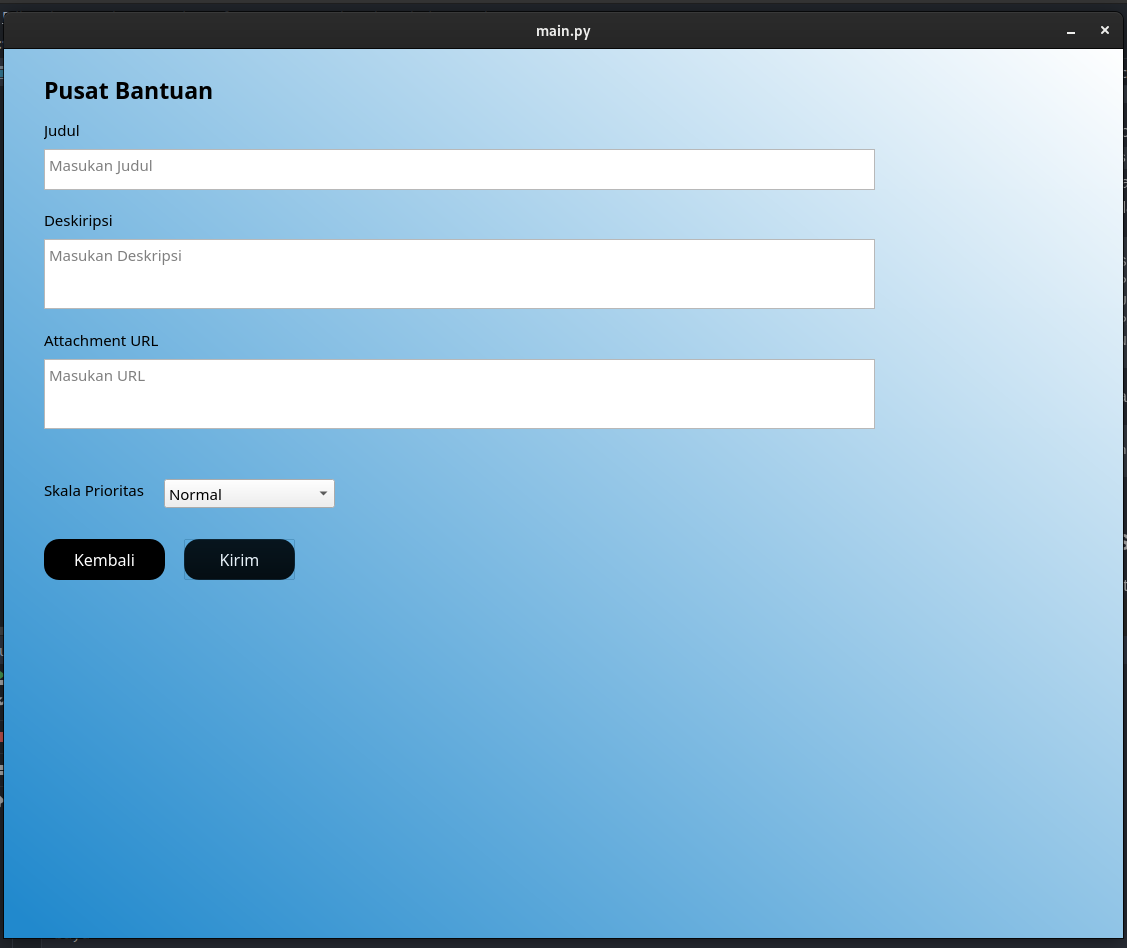 main.py
Pusat Bantuan
Judul
Masukan Judul
Deskiripsi
Masukan Deskripsi
Attachment URL
Masukan URL
Skala Prioritas Normal
Kembali Kirim